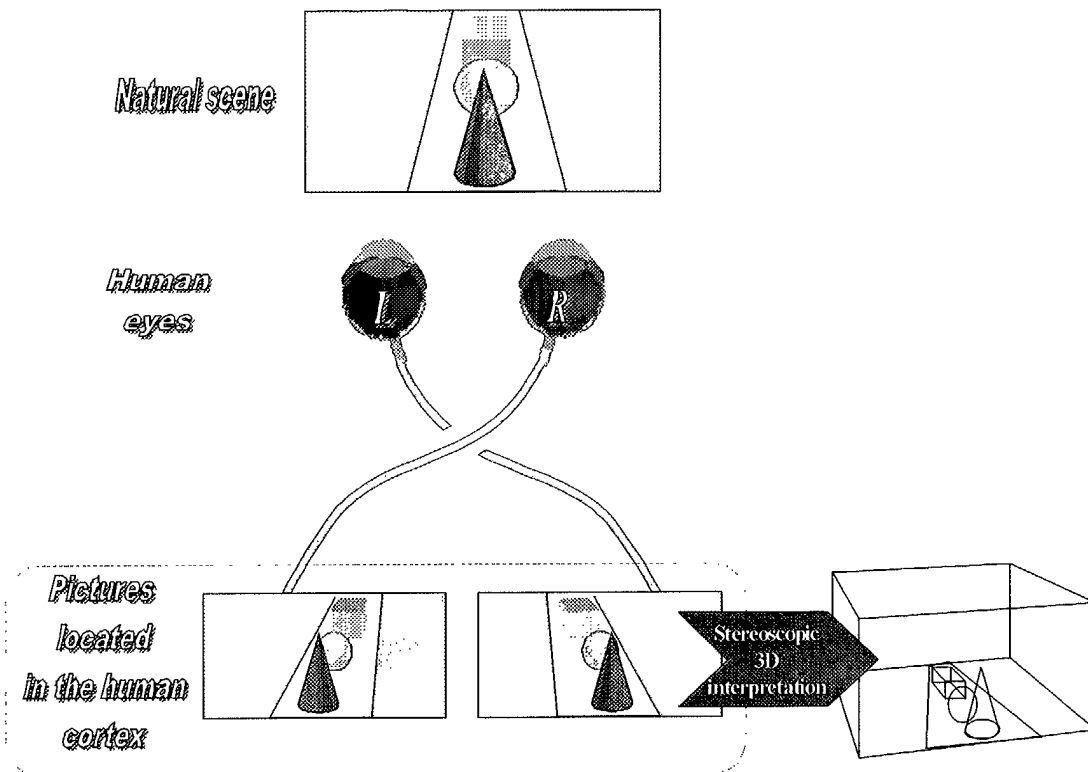 Natural scene
Human
eyes
L
R
Pictures
located
in the human
cortex
Stereoscopic
3D
interpretation